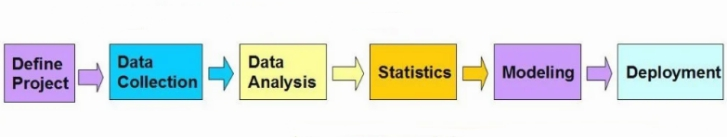 Define
Project
Data
Collection
Data
Analysis
Statistics
Modeling
Deployment